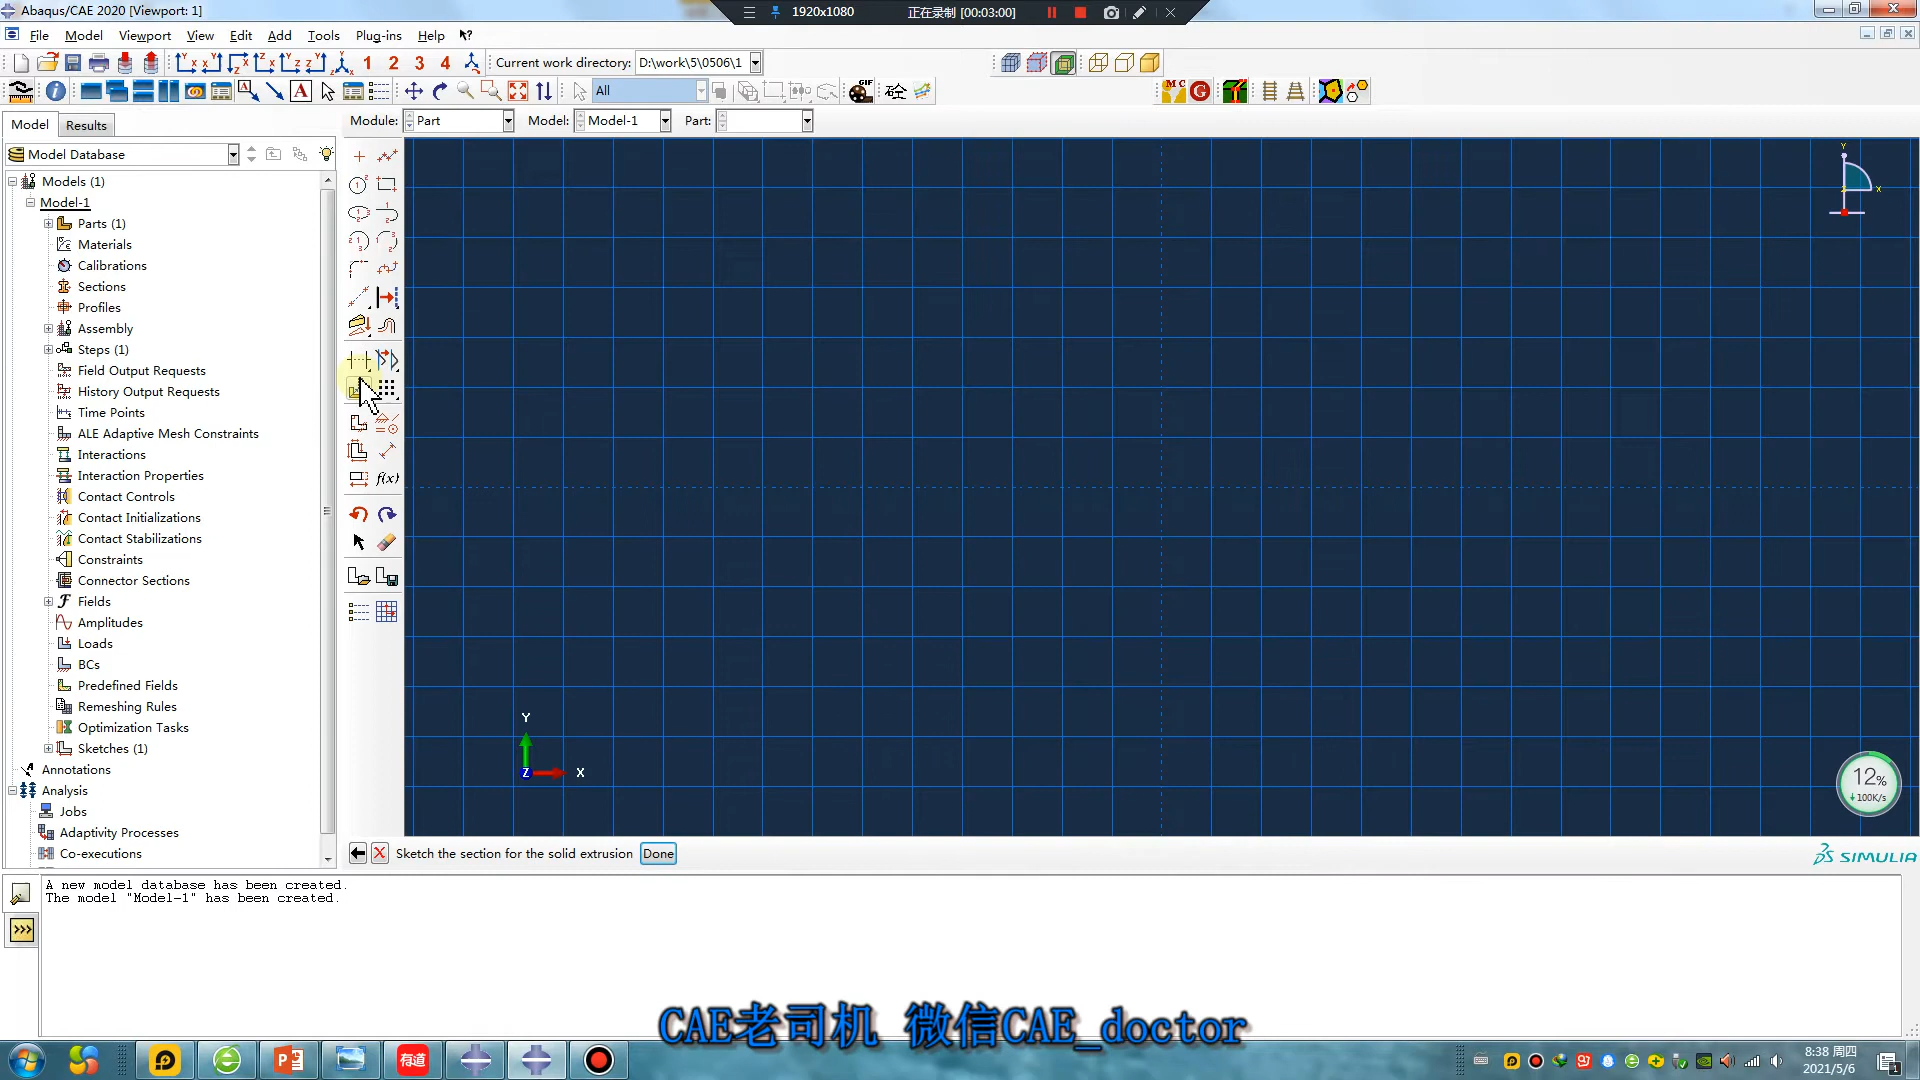 Abaqus/CAE 2020 [Viewport: 1]
1920x1080
正在录制 [00:03:00]
File Model Viewport View Edit Add Tools Plug-ins Help
1 2 3 4
Current work directory: D:\work\5\0506\1
All
GIF
砼
M C
G
Model Results
Module: Part Model: Model-1 Part:
Model Database
Models (1)
Model-1
Parts (1)
Materials
Calibrations
Sections
Profiles
Assembly
Steps (1)
Field Output Requests
History Output Requests
Time Points
ALE Adaptive Mesh Constraints
Interactions
Interaction Properties
Contact Controls
Contact Initializations
Contact Stabilizations
Constraints
Connector Sections
Fields
Amplitudes
Loads
BCs
Predefined Fields
Remeshing Rules
Optimization Tasks
Sketches (1)
Annotations
Analysis
Jobs
Adaptivity Processes
Co-executions
f(x)
Y
X
Y
Z
X
12%
↓100K/s
Sketch the section for the solid extrusion Done
SIMULIA
A new model database has been created.
The model "Model-1" has been created.
>>>
CAE老司机 微信CAE_doctor
有道
8:38 周四
2021/5/6